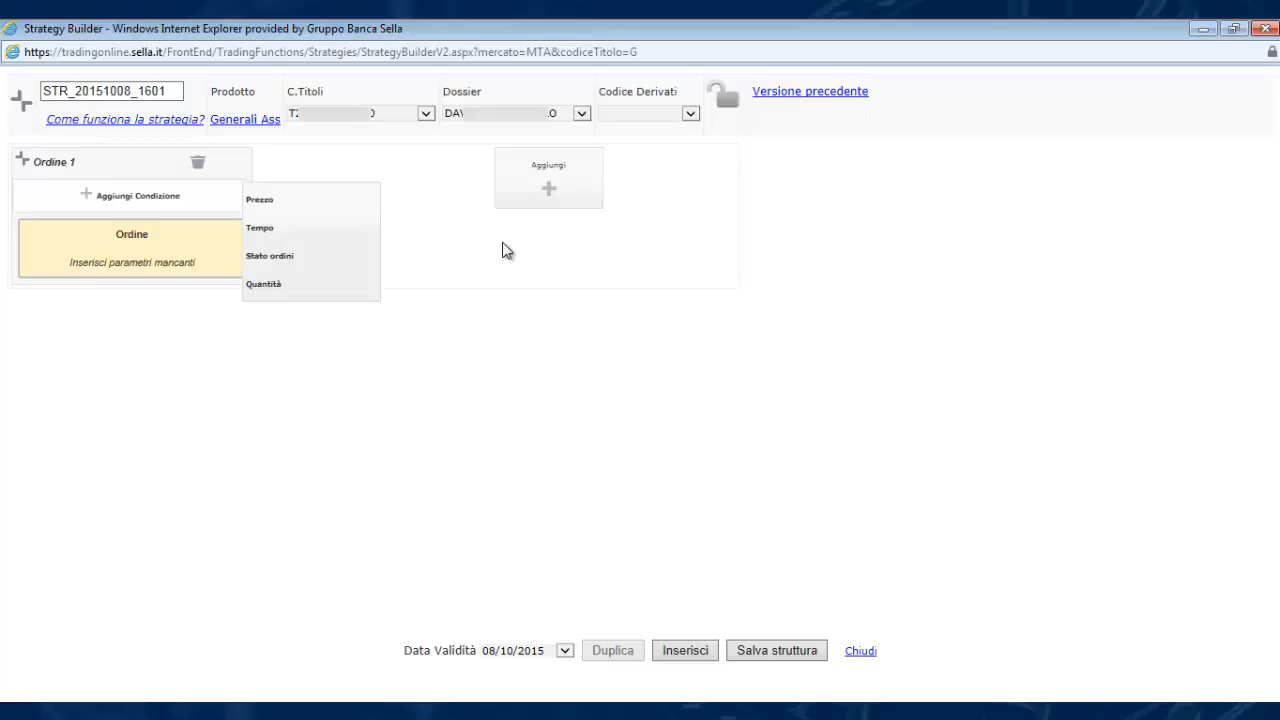 Strategy Builder - Windows Internet Explorer provided by Gruppo Banca Sella
https://tradingonline.sella.it/FrontEnd/TradingFunctions/Strategies/StrategyBuilderV2.aspx?mercato=MTA&codiceTitolo=G
STR_20151008_1601
Prodotto
C.Titoli
Dossier
Codice Derivati
Versione precedente
Come funziona la strategia?
Generali Ass
Ordine 1
Aggiungi
Aggiungi Condizione
Prezzo
Tempo
Stato ordini
Quantità
Ordine
Inserisci parametri mancanti
Data Validità 08/10/2015
Duplica
Inserisci
Salva struttura
Chiudi